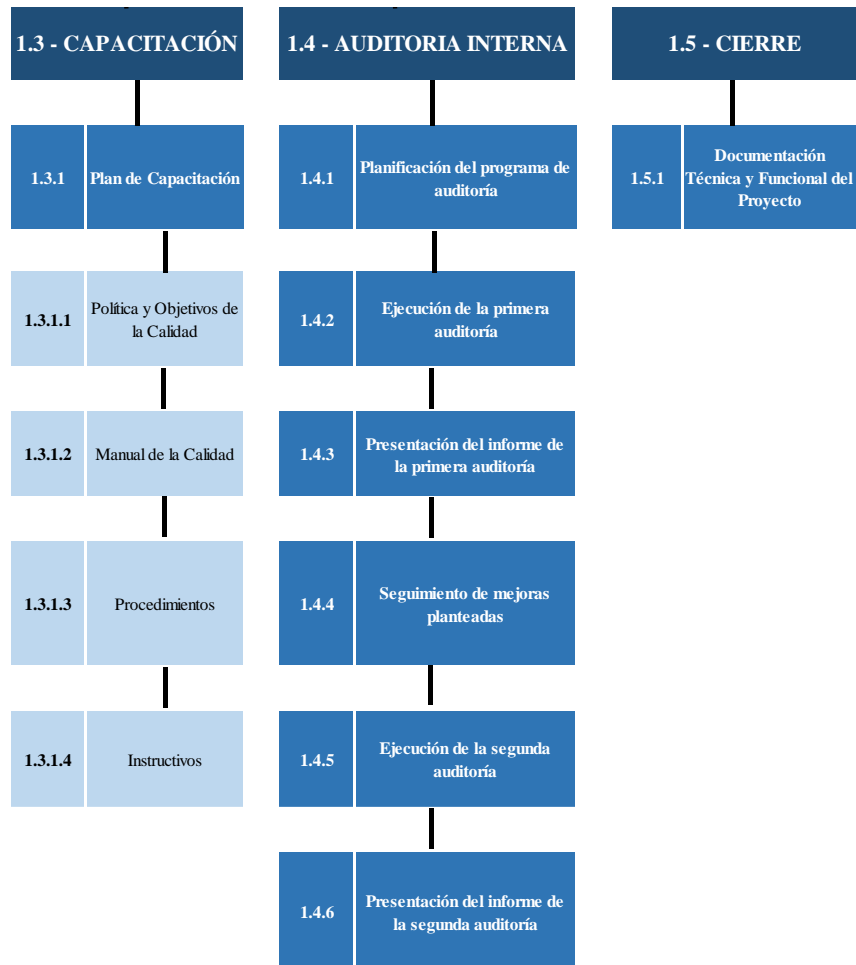 1.3 - CAPACITACIÓN
1.3.1
Plan de Capacitación
1.3.1.1
Política y Objetivos de
la Calidad
1.3.1.2
Manual de la Calidad
1.3.1.3
Procedimientos
1.3.1.4
Instructivos
1.4 - AUDITORIA INTERNA
1.4.1
Planificación del programa de
auditoría
1.4.2
Ejecución de la primera
auditoría
1.4.3
Presentación del informe de
la primera auditoría
1.4.4
Seguimiento de mejoras
planteadas
1.4.5
Ejecución de la segunda
auditoría
1.4.6
Presentación del informe de
la segunda auditoría
1.5 - CIERRE
1.5.1
Documentación
Técnica y Funcional del
Proyecto